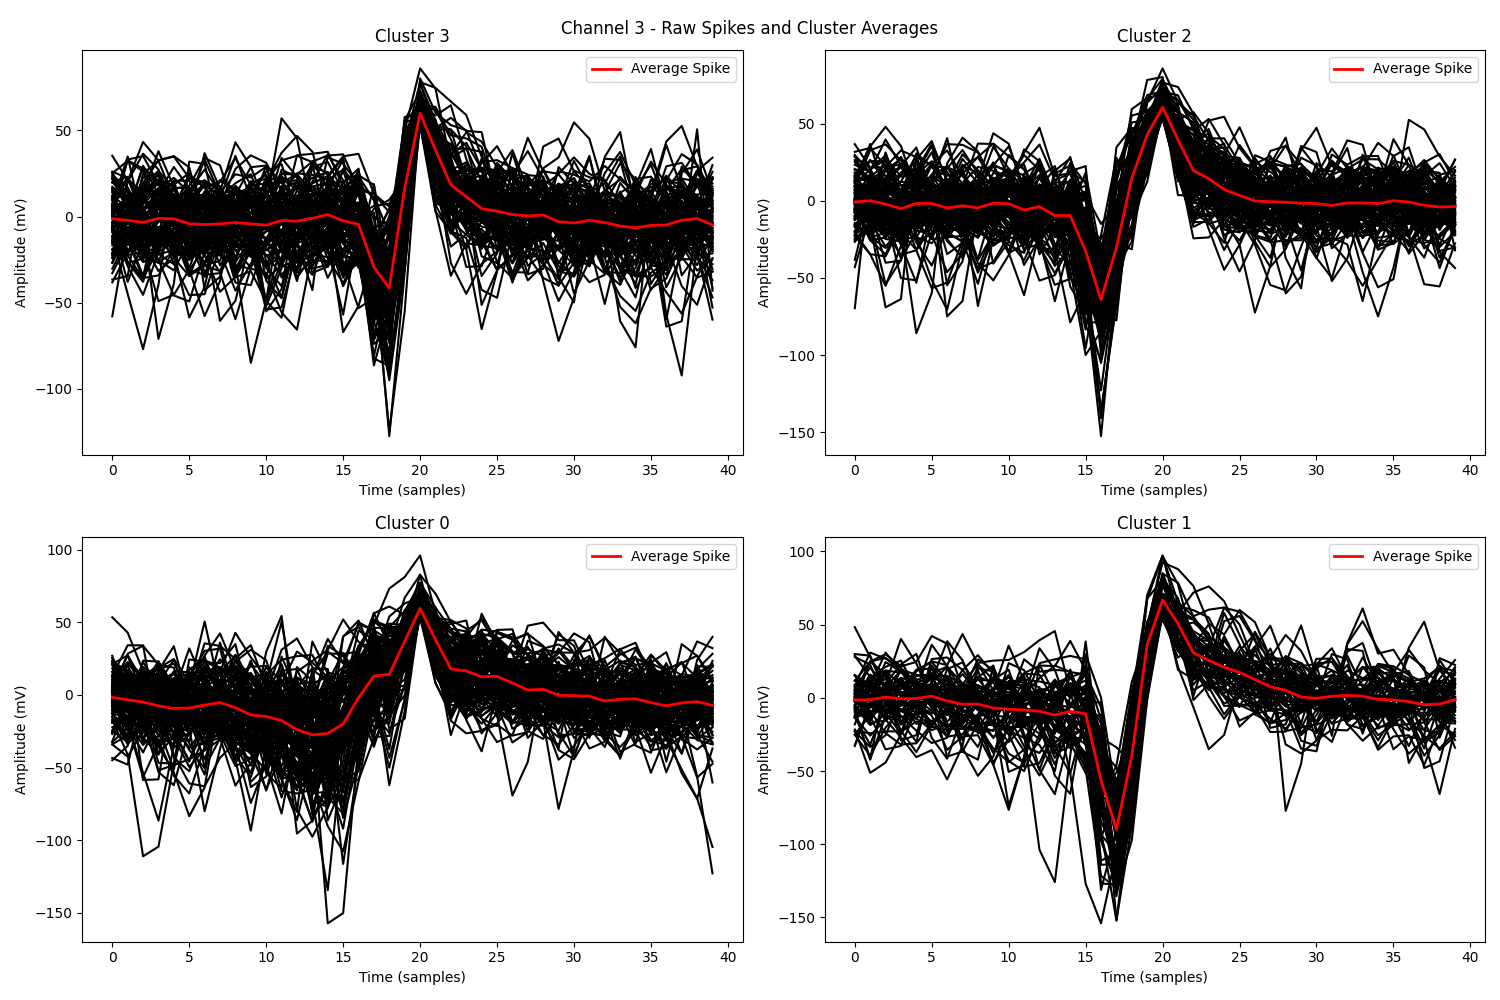 Channel 3 - Raw Spikes and Cluster Averages
Cluster 3
Average Spike
50
0
−50
−100
Amplitude (mV)
0 5 10 15 20 25 30 35 40
Time (samples)
Cluster 2
Average Spike
50
0
−50
−100
−150
Amplitude (mV)
0 5 10 15 20 25 30 35 40
Time (samples)
Cluster 0
Average Spike
100
50
0
−50
−100
−150
Amplitude (mV)
0 5 10 15 20 25 30 35 40
Time (samples)
Cluster 1
Average Spike
100
50
0
−50
−100
−150
Amplitude (mV)
0 5 10 15 20 25 30 35 40
Time (samples)